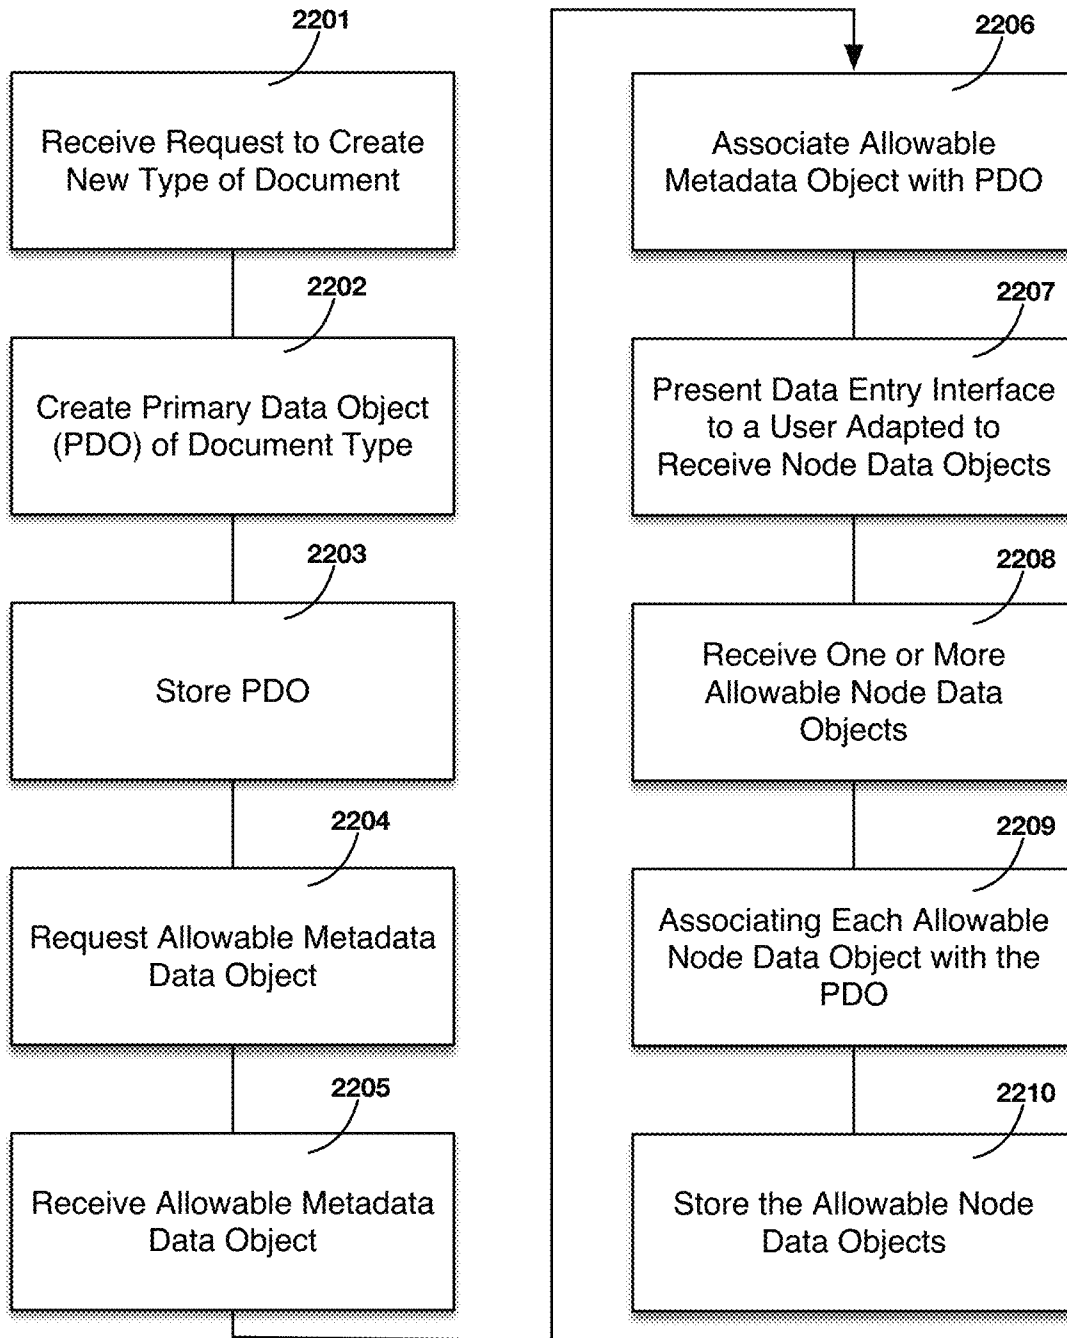 2201
Receive Request to Create
New Type of Document
2202
Create Primary Data Object
(PDO) of Document Type
2203
Store PDO
2204
Request Allowable Metadata
Data Object
2205
Receive Allowable Metadata
Data Object
2206
Associate Allowable
Metadata Object with PDO
2207
Present Data Entry Interface
to a User Adapted to
Receive Node Data Objects
2208
Receive One or More
Allowable Node Data
Objects
2209
Associating Each Allowable
Node Data Object with the
PDO
2210
Store the Allowable Node
Data Objects